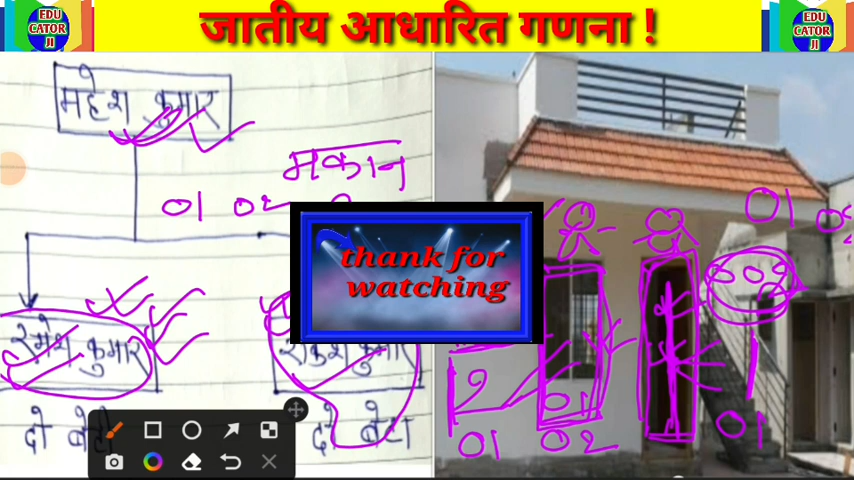 EDU
CATOR
JI
जातीय आधारित गणना !
EDU
CATOR
JI
महेश कुमार
मकान
01 02
01
thank for
watching
रमेश कुमार
राकेश कुमार
दो बेटा
01
01 02
01